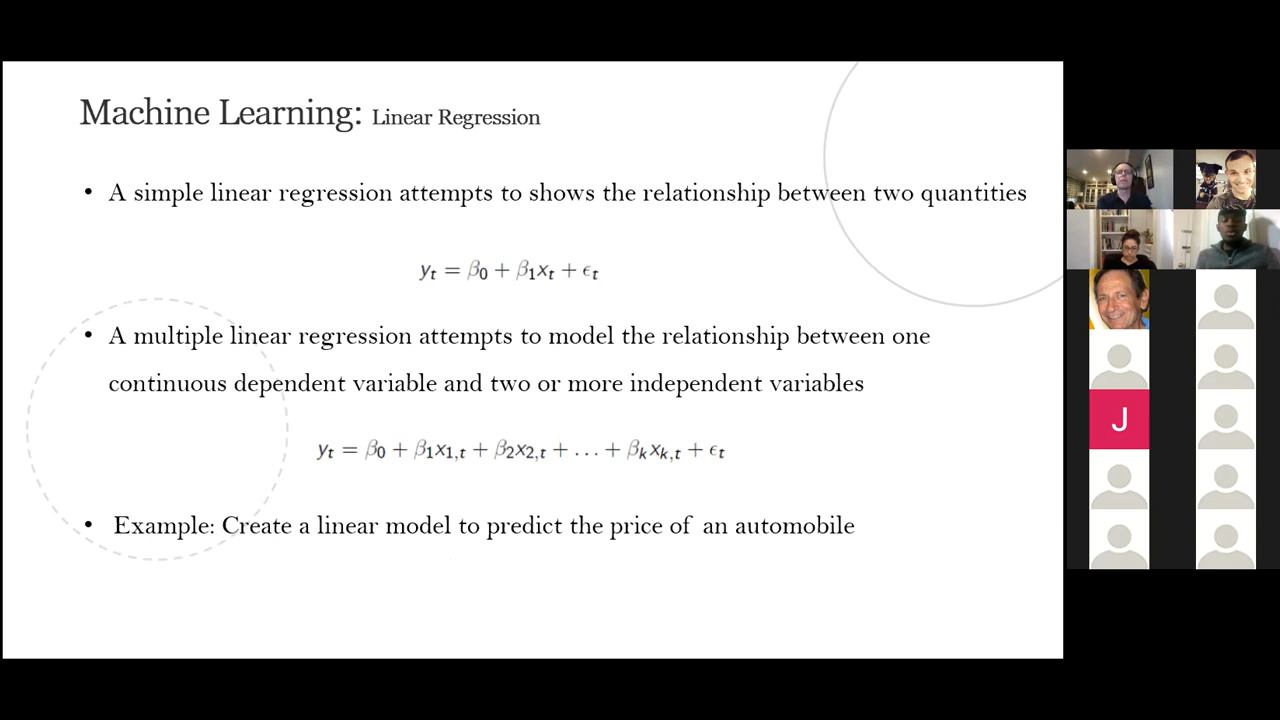 Machine Learning: Linear Regression
• A simple linear regression attempts to shows the relationship between two quantities
yₜ = β₀ + β₁xₜ + ϵₜ
• A multiple linear regression attempts to model the relationship between one
continuous dependent variable and two or more independent variables
yₜ = β₀ + β₁x₁,ₜ + β₂x₂,ₜ + … + βₖxₖ,ₜ + ϵₜ
• Example: Create a linear model to predict the price of an automobile
J